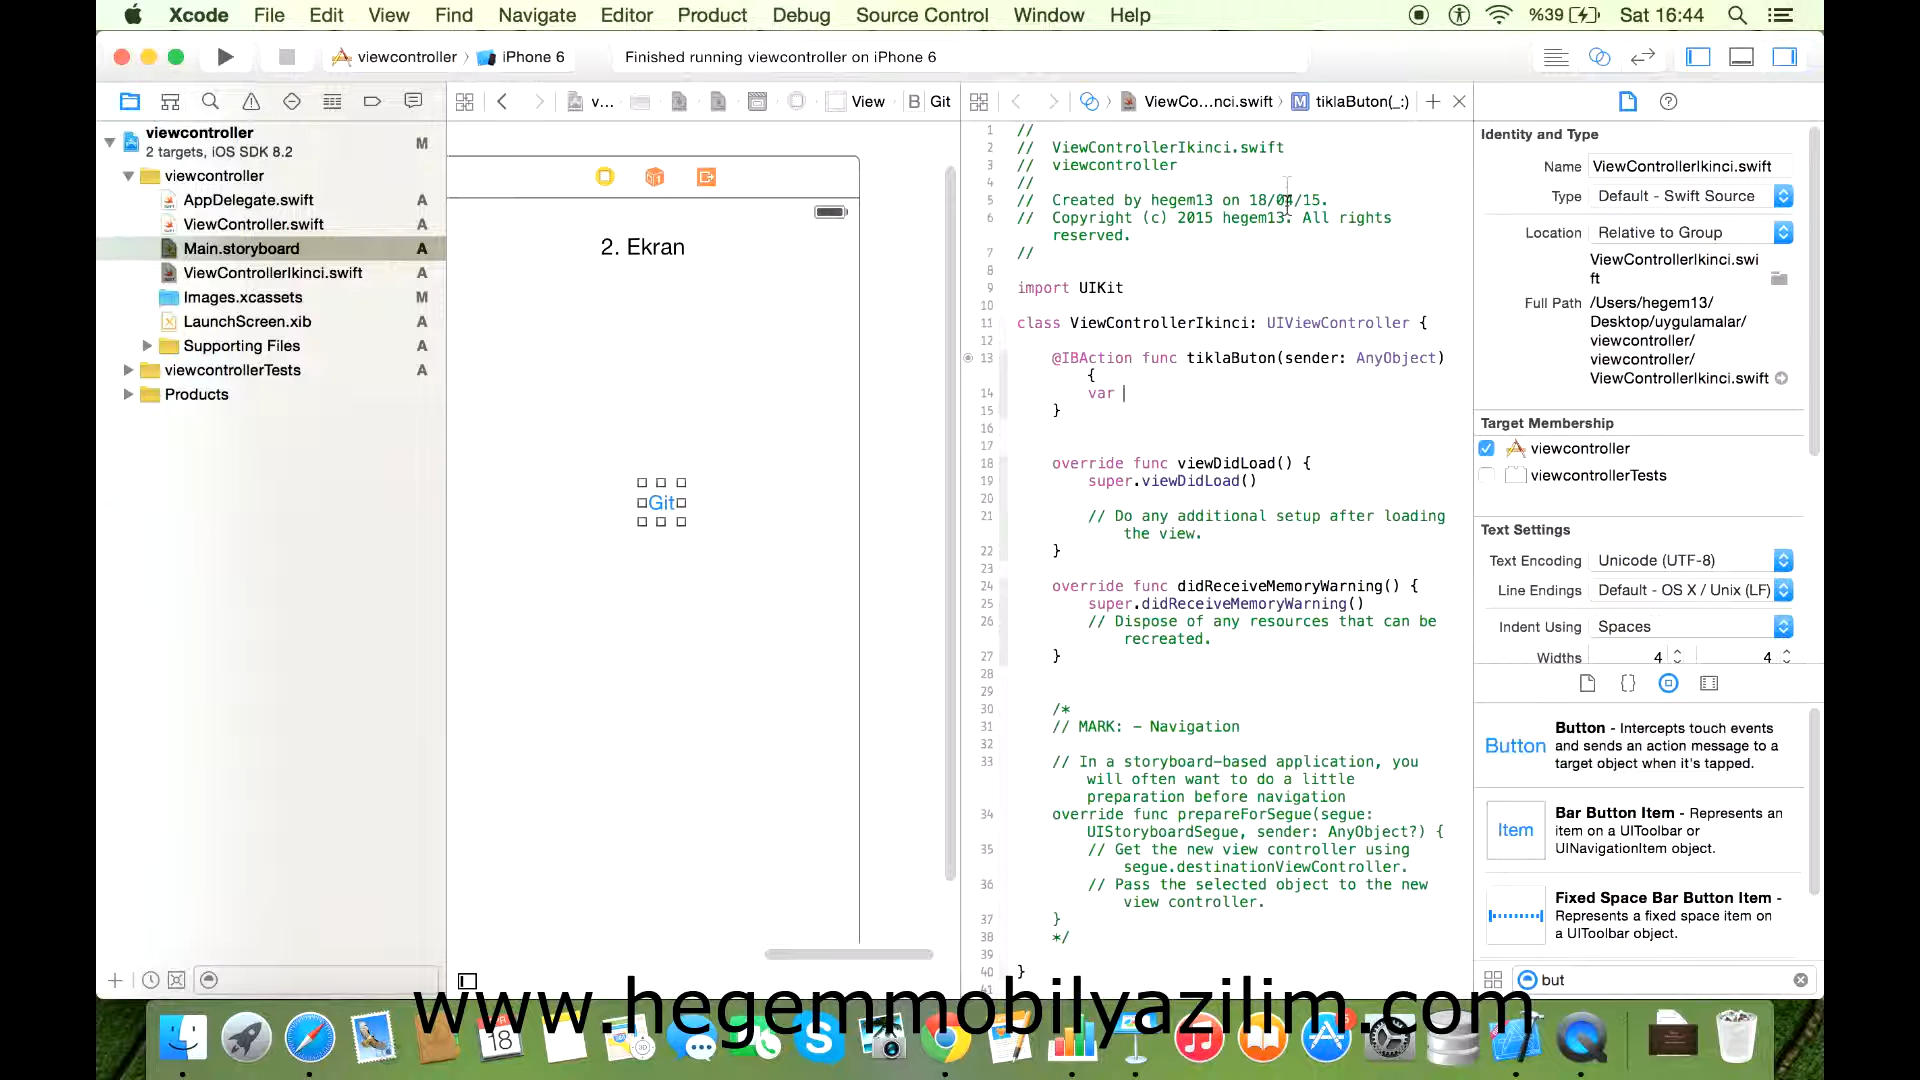 Xcode File Edit View Find Navigate Editor Product Debug Source Control Window Help %39 Sat 16:44
viewcontroller iPhone 6 Finished running viewcontroller on iPhone 6
v... View B Git ViewCo...nci.swift M tiklaButon(_:)
viewcontroller M
2 targets, iOS SDK 8.2
viewcontroller
AppDelegate.swift A
ViewController.swift A
Main.storyboard A
ViewControllerIkinci.swift A
Images.xcassets M
LaunchScreen.xib A
Supporting Files A
viewcontrollerTests A
Products
2. Ekran
Git
1 //
2 // ViewControllerIkinci.swift
3 // viewcontroller
4 //
5 // Created by hegem13 on 18/04/15.
6 // Copyright (c) 2015 hegem13. All rights
reserved.
7 //
8
9 import UIKit
10
11 class ViewControllerIkinci: UIViewController {
12
13 @IBAction func tiklaButon(sender: AnyObject)
{
14 var
15 }
16
17
18 override func viewDidLoad() {
19 super.viewDidLoad()
20
21 // Do any additional setup after loading
the view.
22 }
23
24 override func didReceiveMemoryWarning() {
25 super.didReceiveMemoryWarning()
26 // Dispose of any resources that can be
recreated.
27 }
28
29
30 /*
31 // MARK: - Navigation
32
33 // In a storyboard-based application, you
will often want to do a little
preparation before navigation
34 override func prepareForSegue(segue:
UIStoryboardSegue, sender: AnyObject?) {
35 // Get the new view controller using
segue.destinationViewController.
36 // Pass the selected object to the new
view controller.
37 }
38 */
39
40 }
41
Identity and Type
Name ViewControllerIkinci.swift
Type Default - Swift Source
Location Relative to Group
ViewControllerIkinci.swi
ft
Full Path /Users/hegem13/
Desktop/uygulamalar/
viewcontroller/
viewcontroller/
ViewControllerIkinci.swift
Target Membership
viewcontroller
viewcontrollerTests
Text Settings
Text Encoding Unicode (UTF-8)
Line Endings Default - OS X / Unix (LF)
Indent Using Spaces
Widths 4 4
Button Button - Intercepts touch events
and sends an action message to a
target object when it's tapped.
Item Bar Button Item - Represents an
item on a UIToolbar or
UINavigationItem object.
Fixed Space Bar Button Item -
Represents a fixed space item on
a UIToolbar object.
but
www.hegemmobilyazilim.com
18